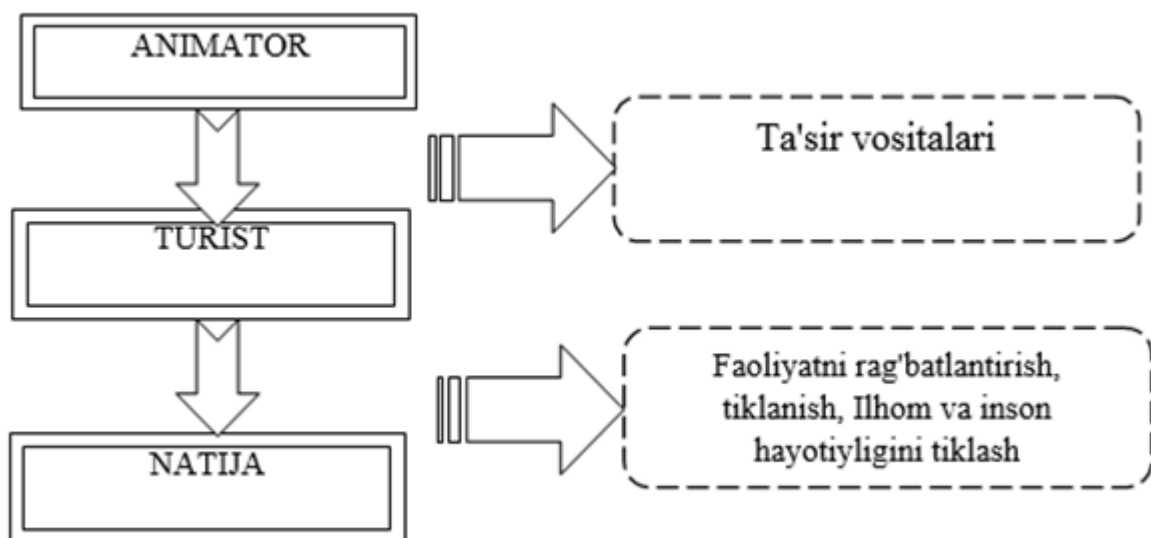 ANIMATOR
Ta'sir vositalari
TURIST
Faoliyatni rag'batlantirish,
tiklanish, Ilhom va inson
hayotiyligini tiklash
NATIJA